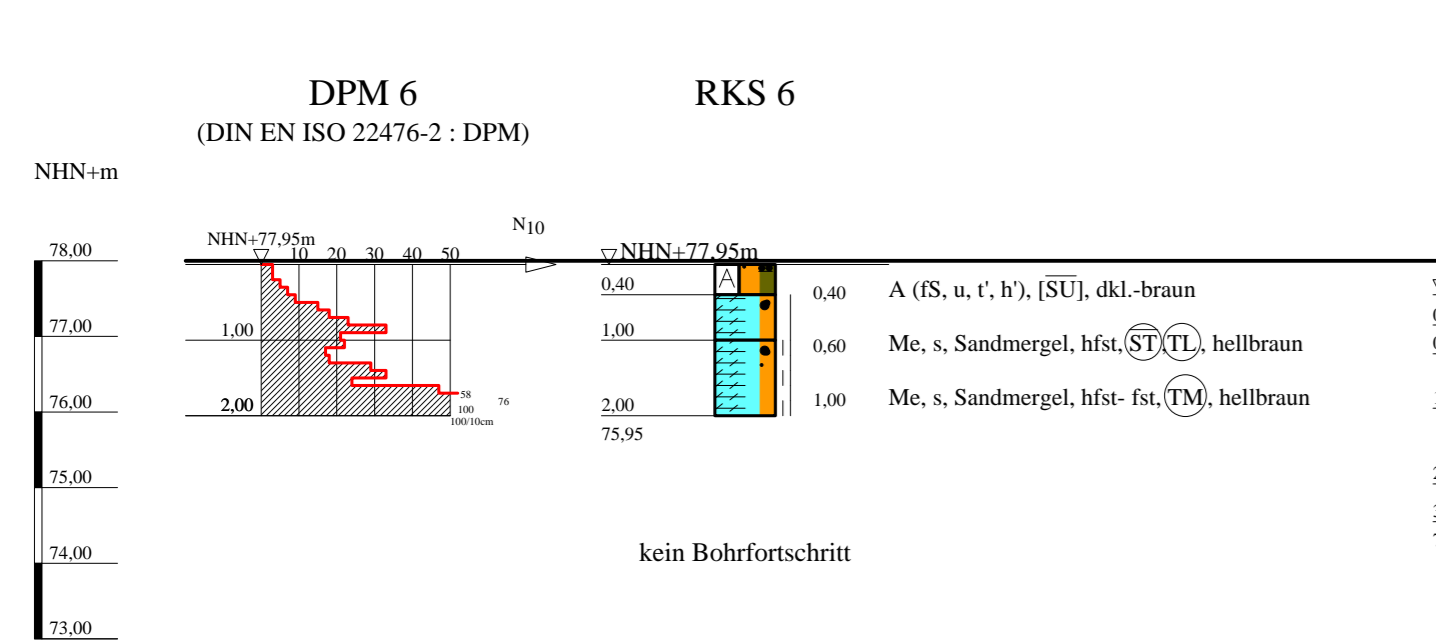 DPM 6
RKS 6
(DIN EN ISO 22476-2 : DPM)
NHN+m
N10
NHN+77,95m
10 20 30 40 50
NHN+77,95m
78,00
0,40
A
0,40
A (fS, u, t', h'), [S̅U̅], dkl.-braun
77,00
1,00
1,00
0,60
Me, s, Sandmergel, hfst, S̅T̅, TL, hellbraun
76,00
2,00
58
76
100
100/10cm
2,00
1,00
Me, s, Sandmergel, hfst- fst, TM, hellbraun
75,95
75,00
74,00
kein Bohrfortschritt
73,00